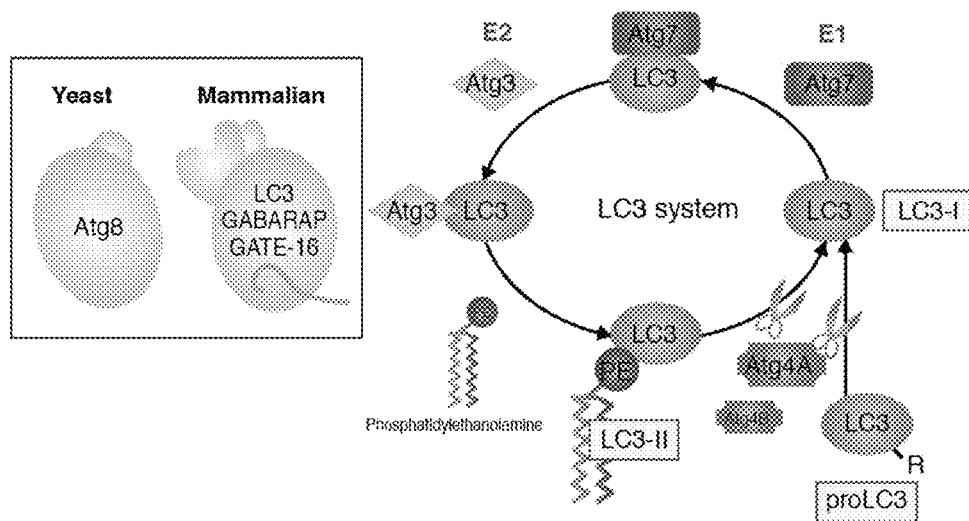 Yeast
Mammalian
Atg8
LC3
GABARAP
GATE-16
E2
E1
Atg7
LC3
Atg3
Atg7
Atg3
LC3
LC3 system
LC3
LC3-I
LC3
PE
Atg4A
Phosphatidylethanolamine
LC3-II
LC3
R
proLC3